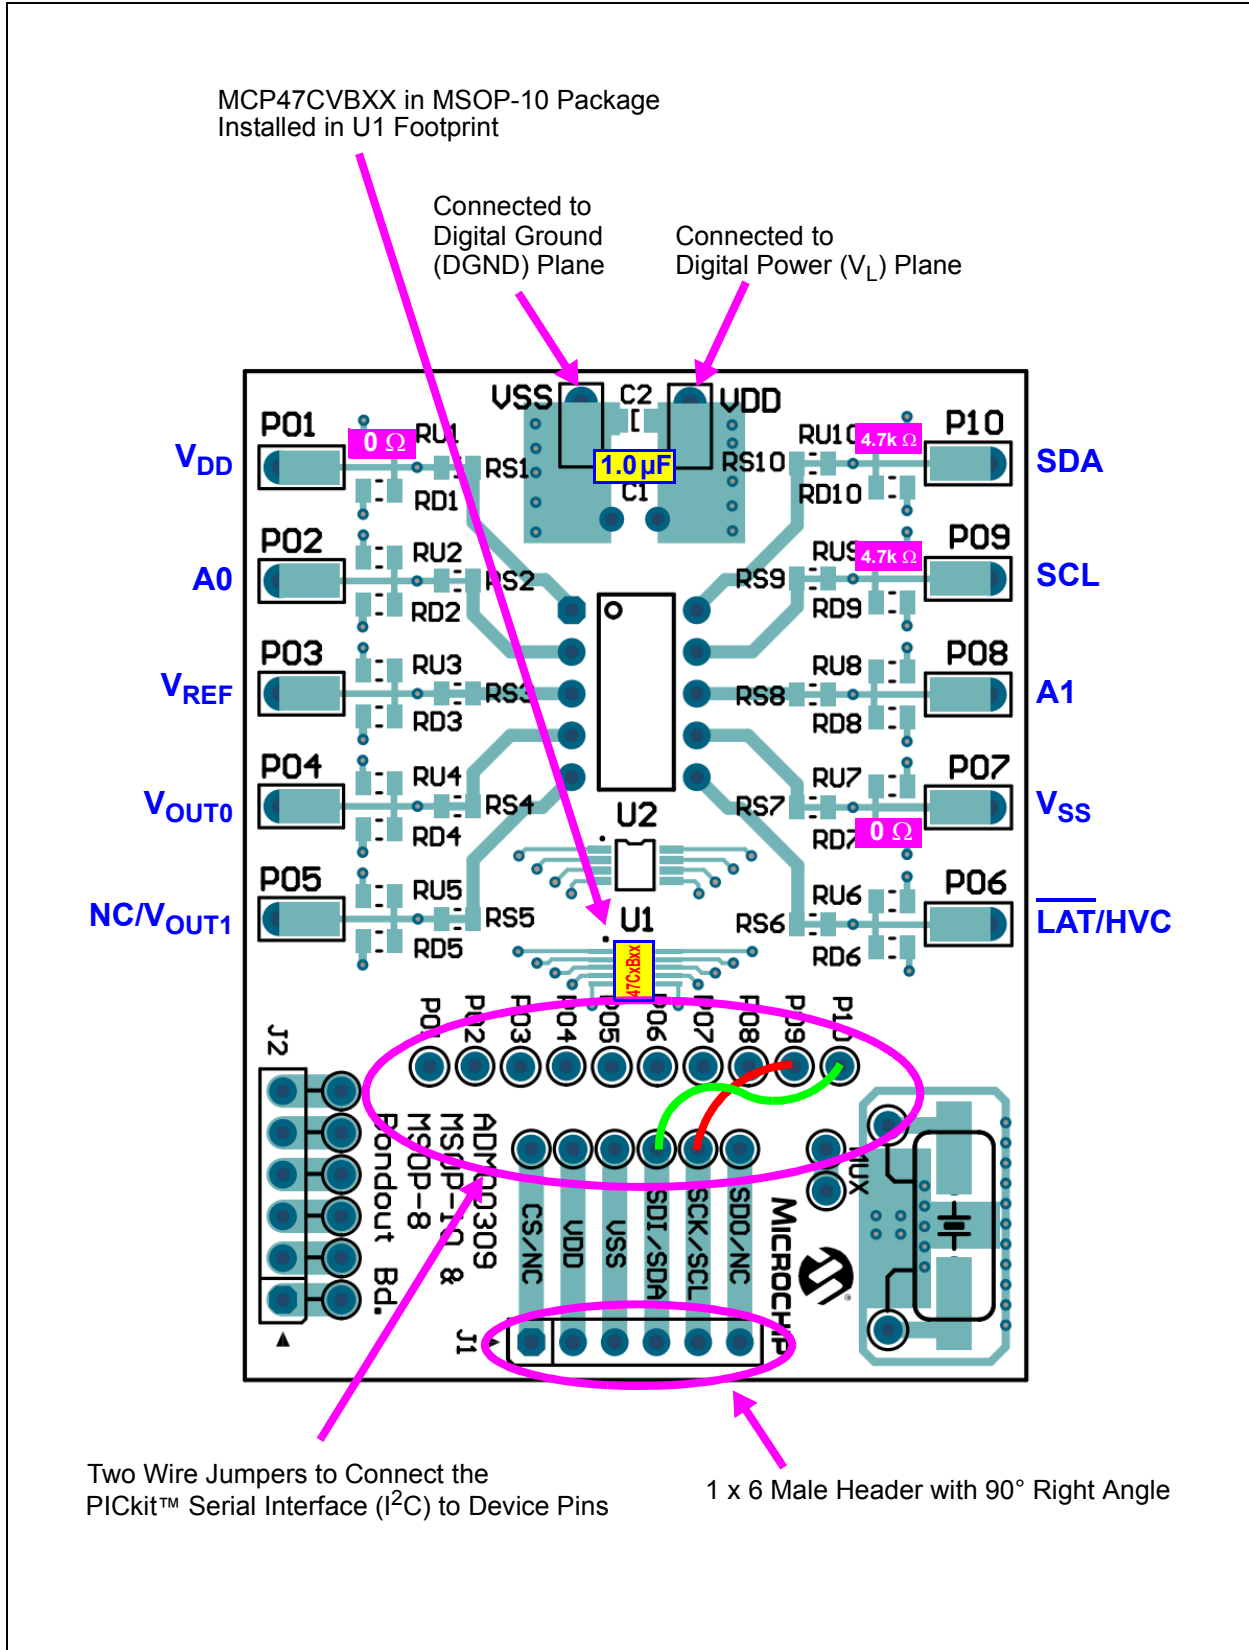 MCP47CVBXX in MSOP-10 Package
Installed in U1 Footprint
Connected to
Digital Ground
(DGND) Plane
Connected to
Digital Power (VL) Plane
VSS
C2
VDD
P01
0 Ω
RU1
RS1
RD1
VDD
1.0 µF
C1
RU10
4.7k Ω
P10
RS10
RD10
SDA
P02
RU2
RS2
RD2
A0
RU9
4.7k Ω
P09
RS9
RD9
SCL
P03
RU3
RS3
RD3
VREF
RU8
P08
RS8
RD8
A1
P04
RU4
RS4
RD4
VOUT0
RU7
P07
RS7
RD7
0 Ω
VSS
U2
P05
RU5
RS5
RD5
NC/VOUT1
U1
47CxBxx
RU6
P06
RS6
RD6
LAT/HVC
P01
P02
P03
P04
P05
P06
P07
P08
P09
P10
J2
ADM00309
MSOP-10 &
MSOP-8
Bondout Bd.
CS/NC
VDD
VSS
SDI/SDA
SCK/SCL
SDO/NC
MUX
MICROCHIP
®
J1
Two Wire Jumpers to Connect the
PICkit™ Serial Interface (I2C) to Device Pins
1 x 6 Male Header with 90° Right Angle